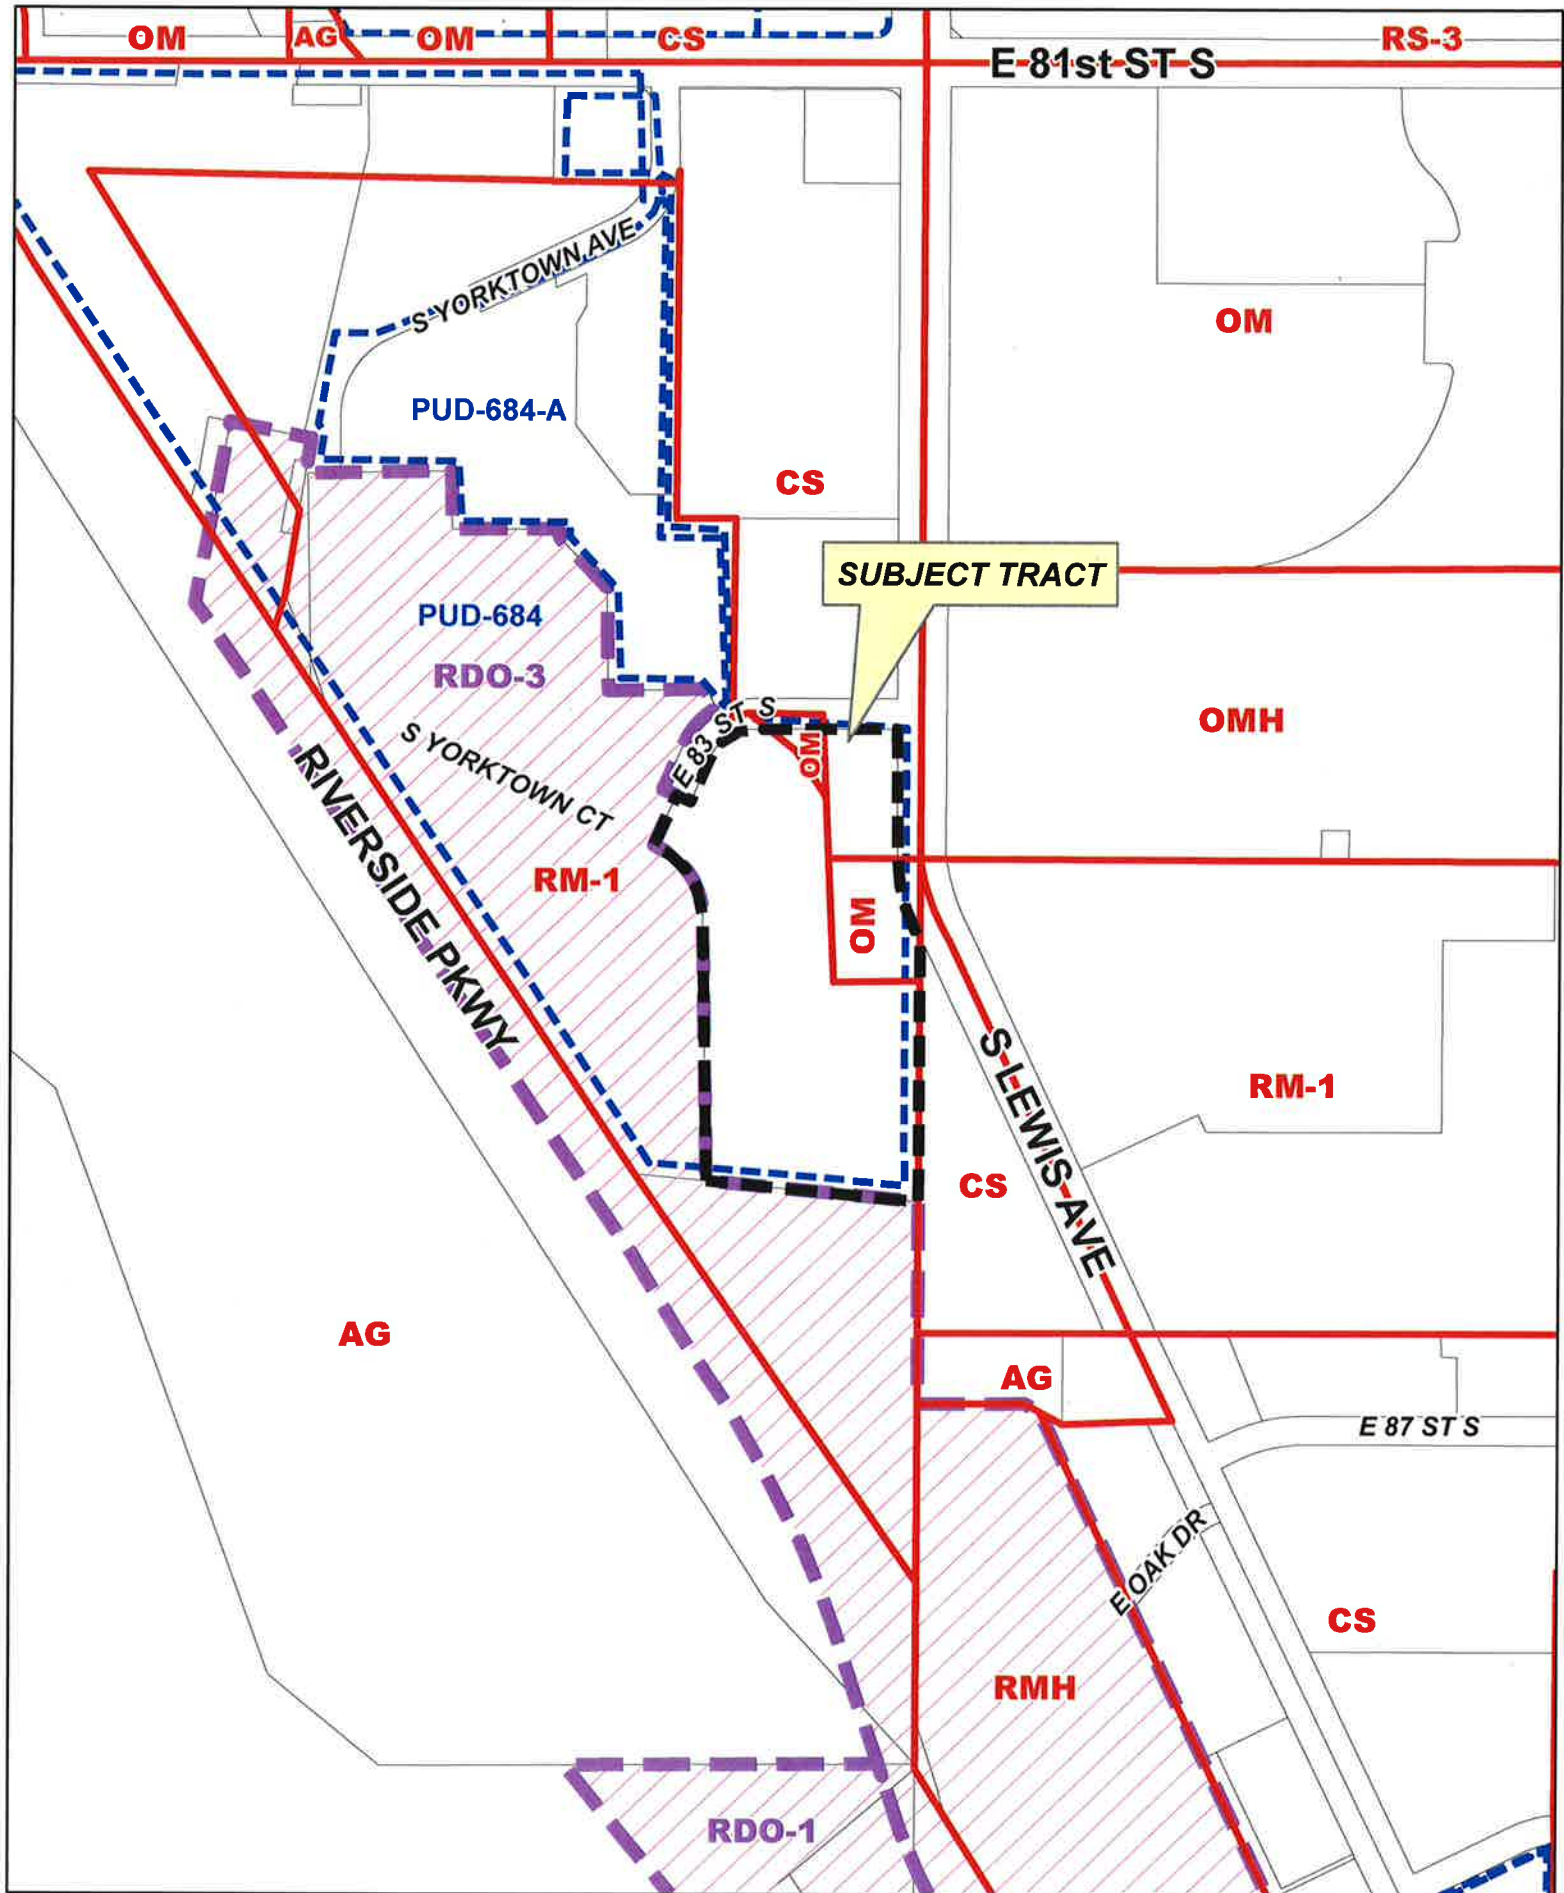 OM
AG
OM
CS
RS-3
E 81st ST S
S YORKTOWN AVE
OM
PUD-684-A
CS
SUBJECT TRACT
PUD-684
RDO-3
E 83 ST S
OMH
S YORKTOWN CT
OM
RIVERSIDE PKWY
RM-1
OM
S LEWIS AVE
RM-1
CS
AG
AG
E 87 ST S
E OAK DR
CS
RMH
RDO-1